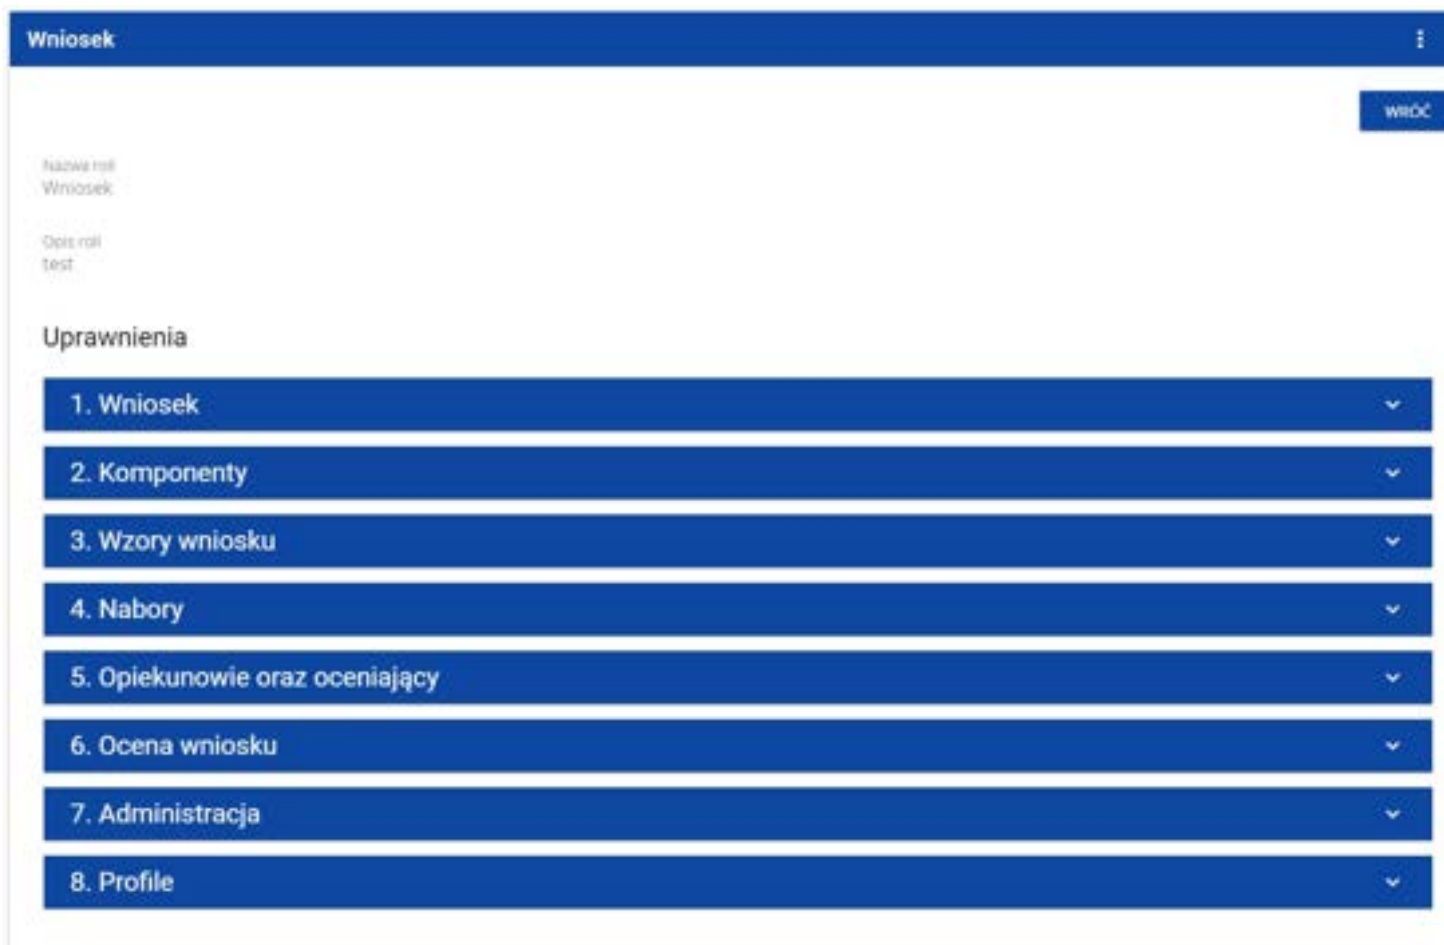 Wniosek
WRÓĆ
Nazwa roli
Wniosek
Opis roli
test
Uprawnienia
1. Wniosek
2. Komponenty
3. Wzory wniosku
4. Nabory
5. Opiekunowie oraz oceniający
6. Ocena wniosku
7. Administracja
8. Profile